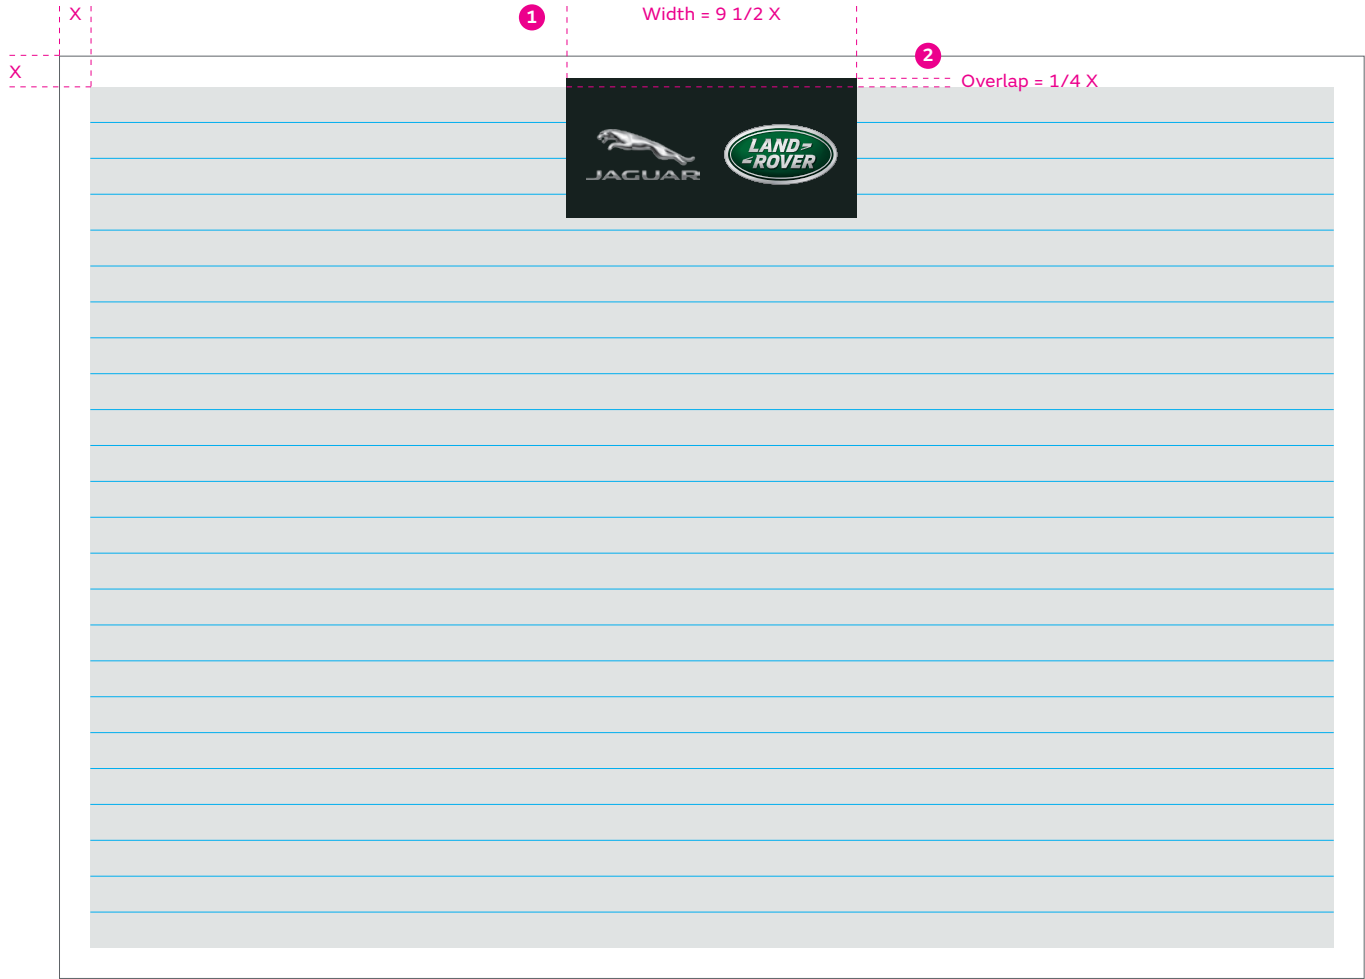 X
1
Width = 9 1/2 X
2
X
Overlap = 1/4 X
JAGUAR
LAND
ROVER